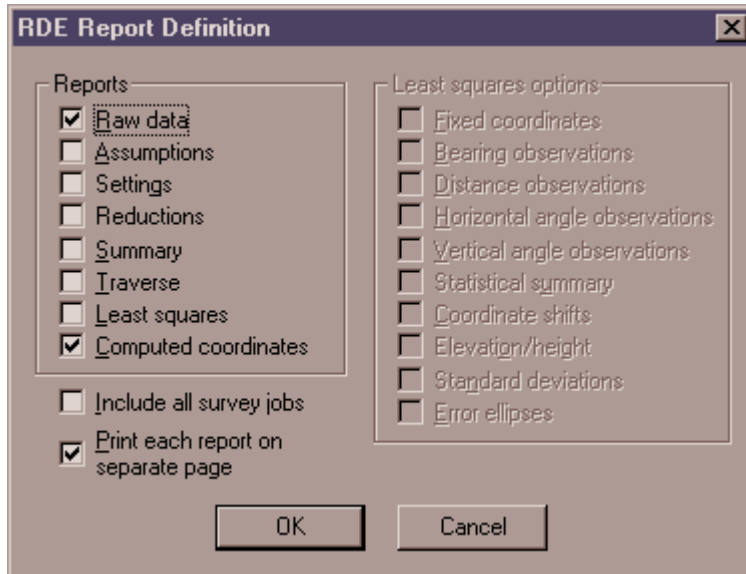 RDE Report Definition
Reports
Raw data
Assumptions
Settings
Reductions
Summary
Traverse
Least squares
Computed coordinates
Include all survey jobs
Print each report on
separate page
Least squares options
Fixed coordinates
Bearing observations
Distance observations
Horizontal angle observations
Vertical angle observations
Statistical summary
Coordinate shifts
Elevation/height
Standard deviations
Error ellipses
OK
Cancel